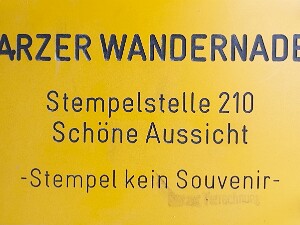 ARZER WANDERNADE
Stempelstelle 210
Schöne Aussicht
-Stempel kein Souvenir-